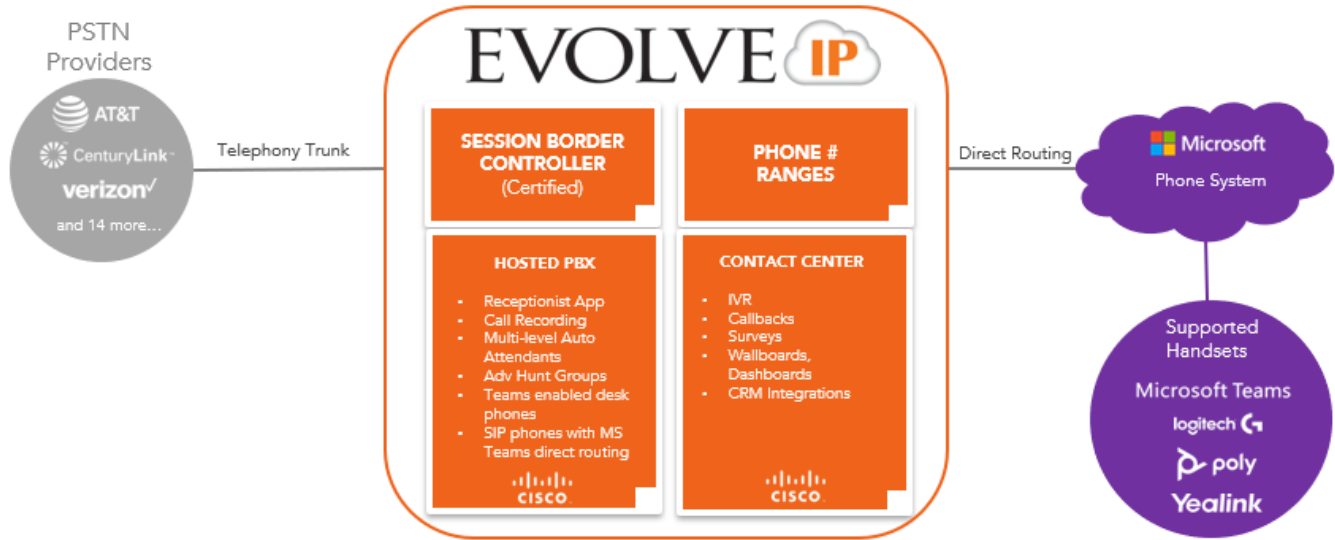 PSTN
Providers
AT&T
CenturyLink
verizon
and 14 more...
Telephony Trunk
EVOLVE IP
SESSION BORDER
CONTROLLER
(Certified)
PHONE #
RANGES
HOSTED PBX
▪ Receptionist App
▪ Call Recording
▪ Multi-level Auto
Attendants
▪ Adv Hunt Groups
▪ Teams enabled desk
phones
▪ SIP phones with MS
Teams direct routing
CISCO
CONTACT CENTER
▪ IVR
▪ Callbacks
▪ Surveys
▪ Wallboards,
Dashboards
▪ CRM Integrations
CISCO
Direct Routing
Microsoft
Phone System
Supported
Handsets
Microsoft Teams
logitech G
poly
Yealink